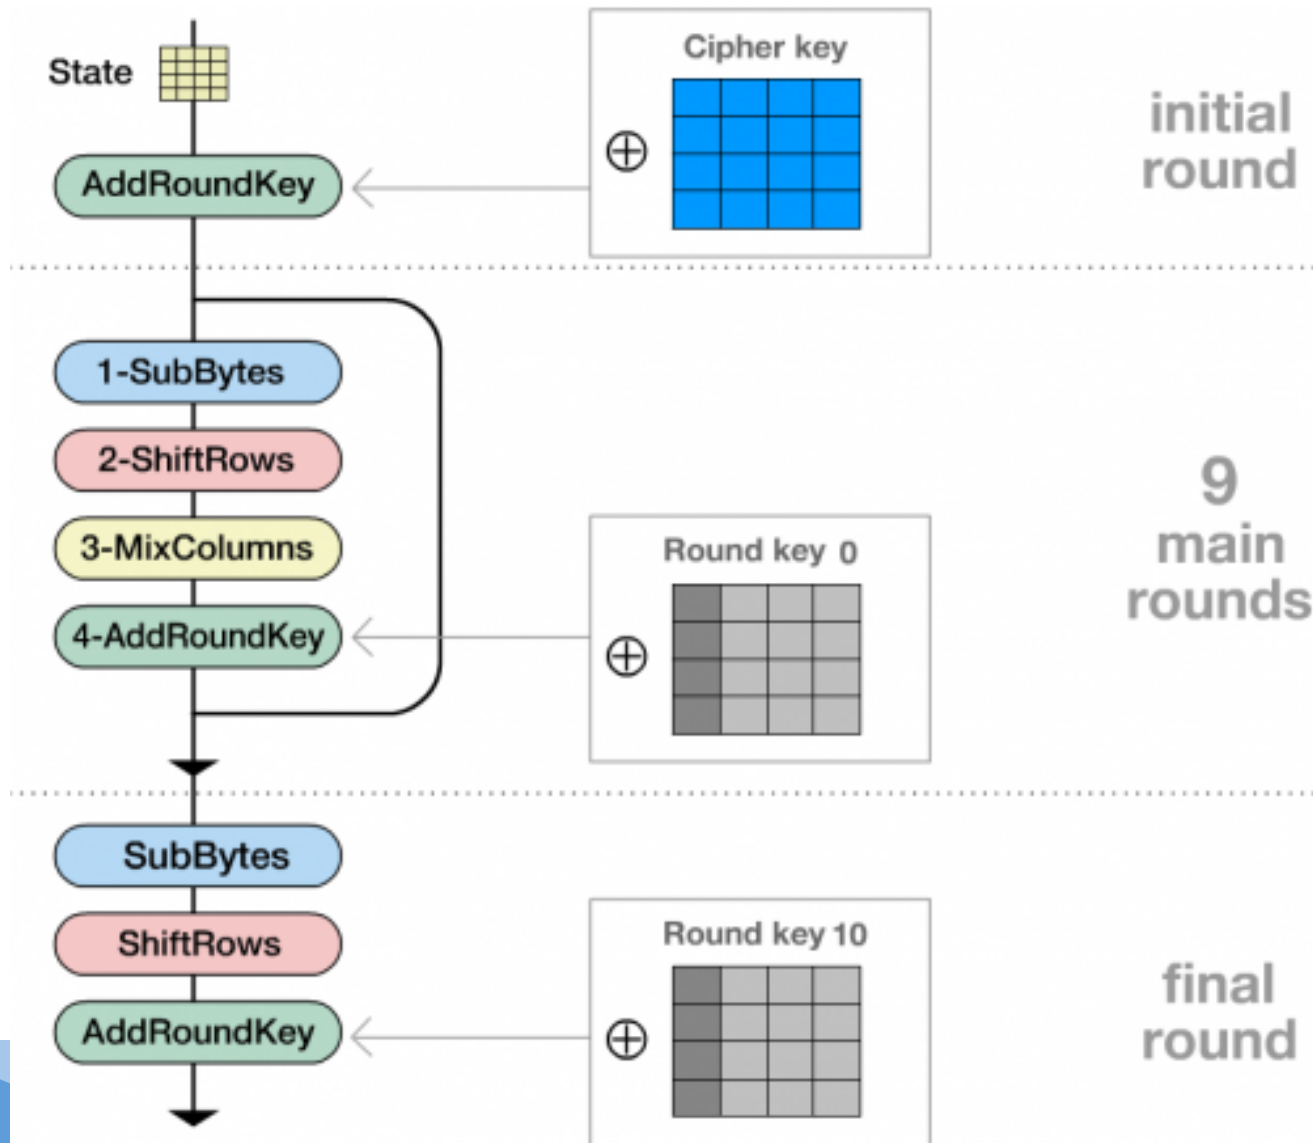 State
Cipher key
initial
round
AddRoundKey
1-SubBytes
2-ShiftRows
3-MixColumns
4-AddRoundKey
Round key 0
9
main
rounds
SubBytes
ShiftRows
AddRoundKey
Round key 10
final
round